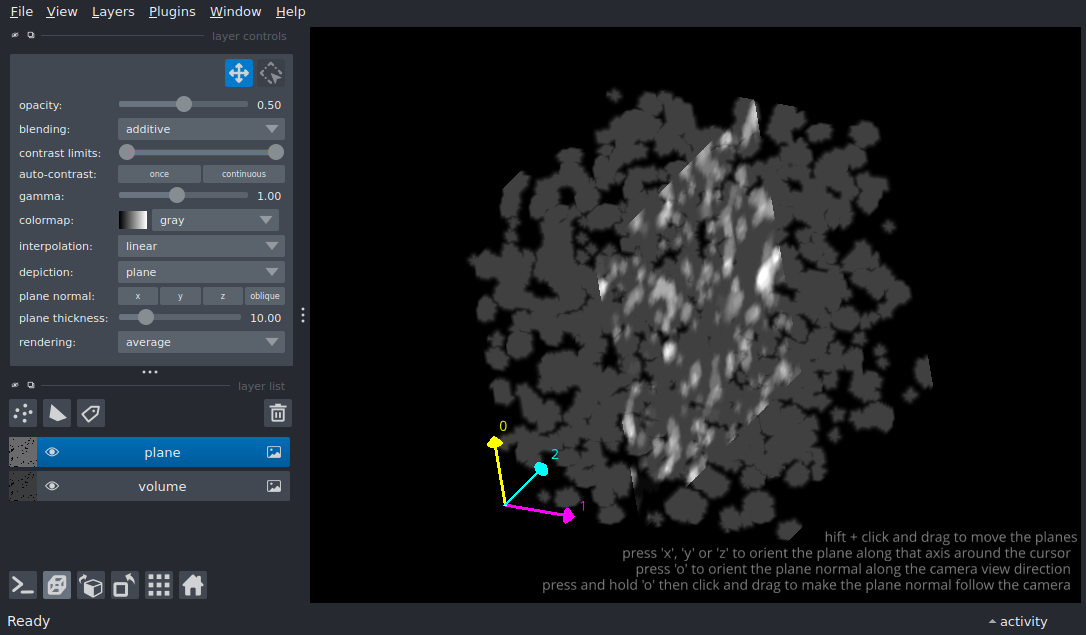 File View Layers Plugins Window Help
layer controls
opacity: 0.50
blending: additive
contrast limits:
auto-contrast: once continuous
gamma: 1.00
colormap: gray
interpolation: linear
depiction: plane
plane normal: x y z oblique
plane thickness: 10.00
rendering: average
layer list
plane
volume
0
2
1
hift + click and drag to move the planes
press 'x', 'y' or 'z' to orient the plane along that axis around the cursor
press 'o' to orient the plane normal along the camera view direction
press and hold 'o' then click and drag to make the plane normal follow the camera
Ready
activity